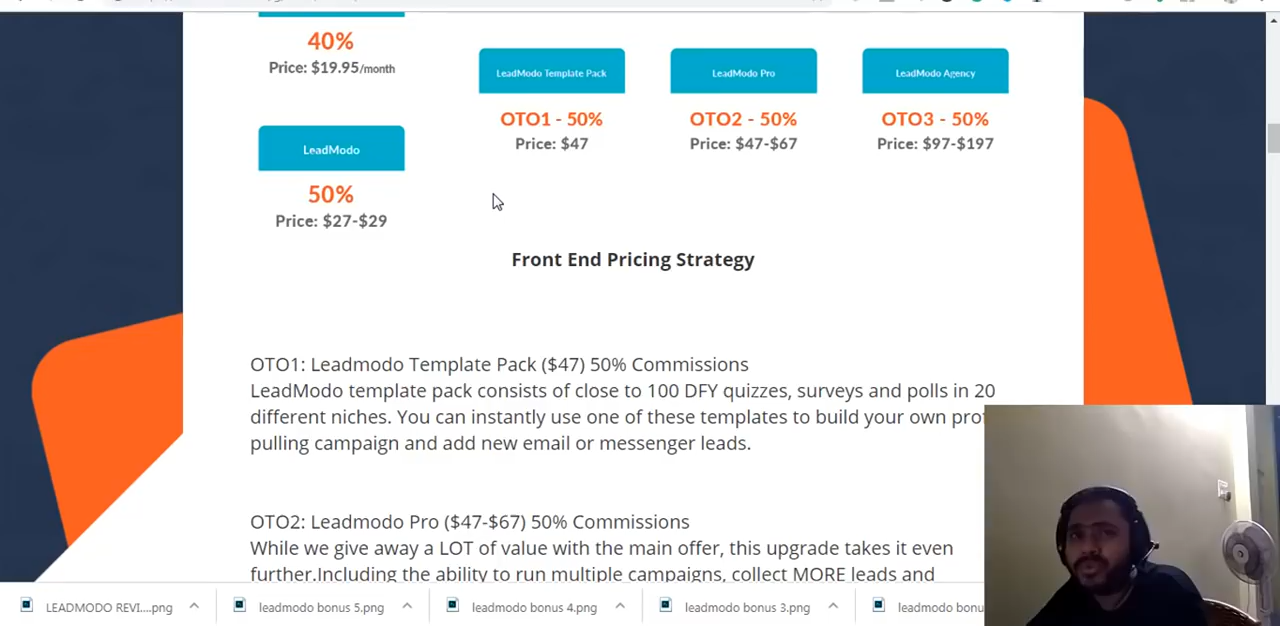 40%
Price: $19.95/month
LeadModo
50%
Price: $27-$29
LeadModo Template Pack
OTO1 - 50%
Price: $47
LeadModo Pro
OTO2 - 50%
Price: $47-$67
LeadModo Agency
OTO3 - 50%
Price: $97-$197
Front End Pricing Strategy
OTO1: Leadmodo Template Pack ($47) 50% Commissions
LeadModo template pack consists of close to 100 DFY quizzes, surveys and polls in 20
different niches. You can instantly use one of these templates to build your own
pulling campaign and add new email or messenger leads.
OTO2: Leadmodo Pro ($47-$67) 50% Commissions
While we give away a LOT of value with the main offer, this upgrade takes it even
further.Including the ability to run multiple campaigns, collect MORE leads and
LEADMODO REVI....png
leadmodo bonus 5.png
leadmodo bonus 4.png
leadmodo bonus 3.png
leadmodo